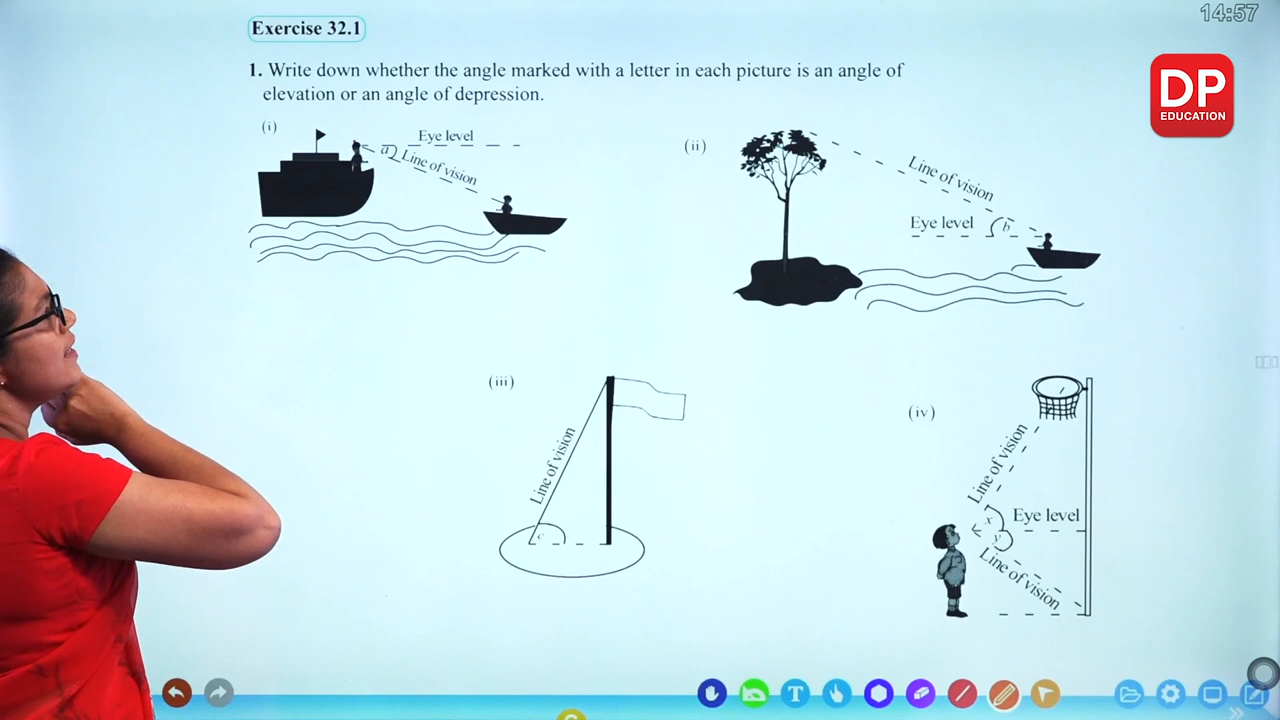 14:57
Exercise 32.1
DP
EDUCATION
1. Write down whether the angle marked with a letter in each picture is an angle of
elevation or an angle of depression.
(i)
Eye level
a
Line of vision
(ii)
Line of vision
Eye level
b
(iii)
Line of vision
c
(iv)
Line of vision
x
Eye level
y
Line of vision
T